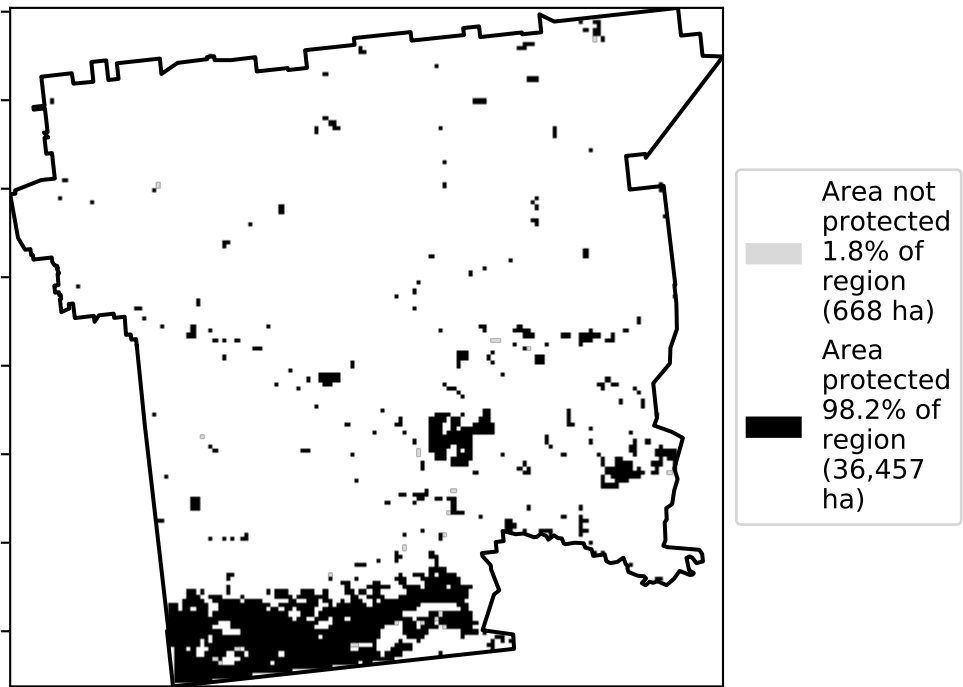 Area not
protected
1.8% of
region
(668 ha)
Area
protected
98.2% of
region
(36,457
ha)